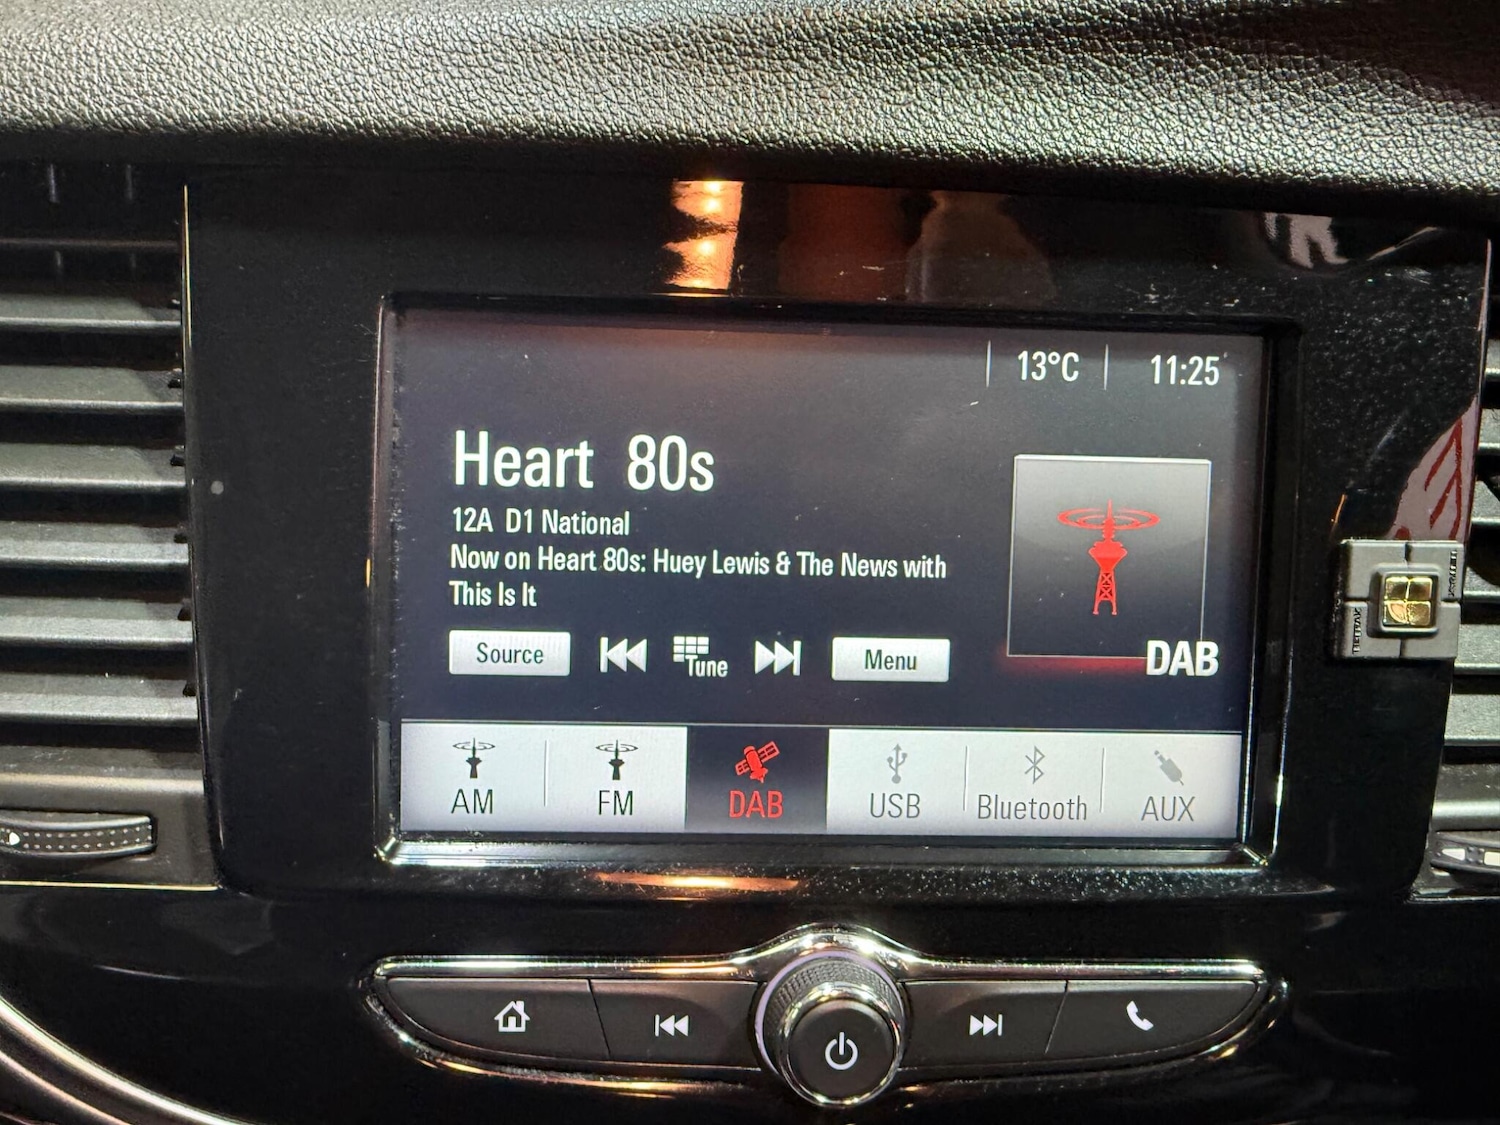 13°C 11:25
Heart 80s
12A D1 National
Now on Heart 80s: Huey Lewis & The News with
This Is It
Source Tune Menu
DAB
AM FM DAB USB Bluetooth AUX